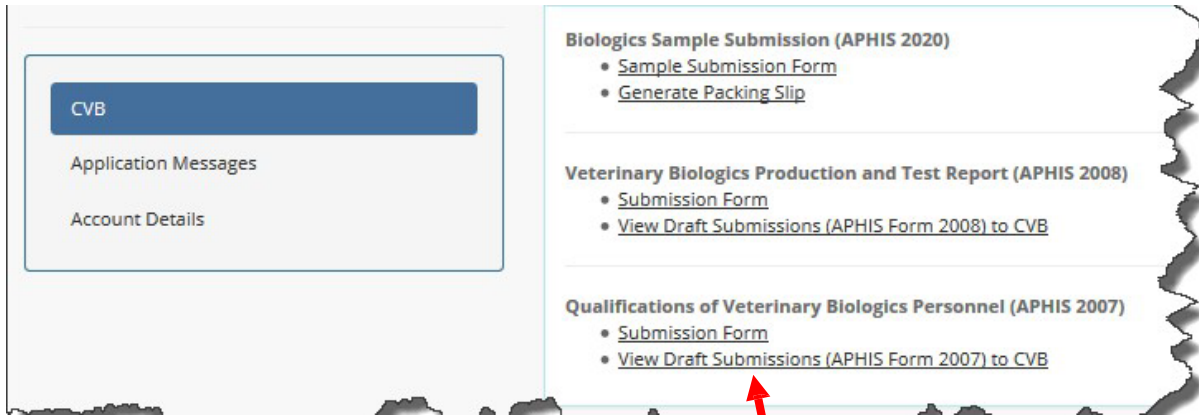 CVB
Application Messages
Account Details
Biologics Sample Submission (APHIS 2020)
Sample Submission Form
Generate Packing Slip
Veterinary Biologics Production and Test Report (APHIS 2008)
Submission Form
View Draft Submissions (APHIS Form 2008) to CVB
Qualifications of Veterinary Biologics Personnel (APHIS 2007)
Submission Form
View Draft Submissions (APHIS Form 2007) to CVB